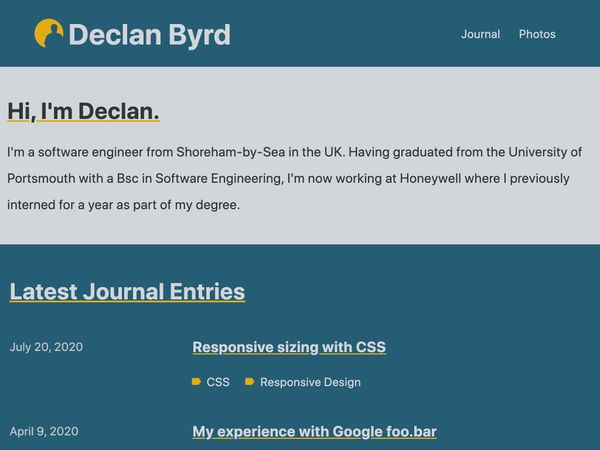 Declan Byrd
Journal Photos
Hi, I'm Declan.
I'm a software engineer from Shoreham-by-Sea in the UK. Having graduated from the University of
Portsmouth with a Bsc in Software Engineering, I'm now working at Honeywell where I previously
interned for a year as part of my degree.
Latest Journal Entries
July 20, 2020
Responsive sizing with CSS
CSS Responsive Design
April 9, 2020
My experience with Google foo.bar